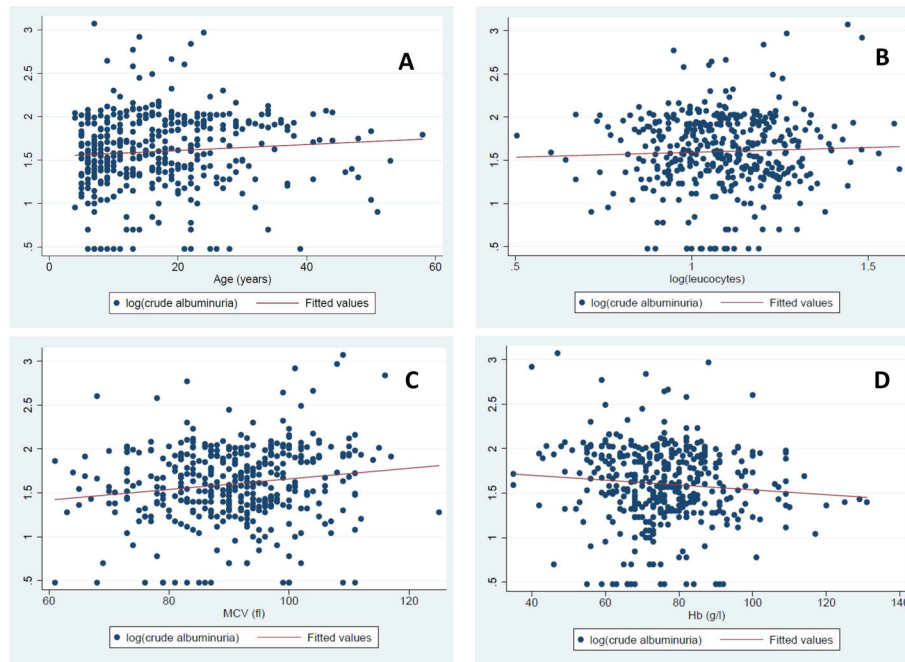 A
3
2.5
2
1.5
1
.5
0
20
40
60
Age (years)
log(crude albuminuria)
Fitted values
B
3
2.5
2
1.5
1
.5
.5
1
1.5
log(leucocytes)
log(crude albuminuria)
Fitted values
C
3
2.5
2
1.5
1
.5
60
80
100
120
MCV (fl)
log(crude albuminuria)
Fitted values
D
3
2.5
2
1.5
1
.5
40
60
80
100
120
140
Hb (g/l)
log(crude albuminuria)
Fitted values